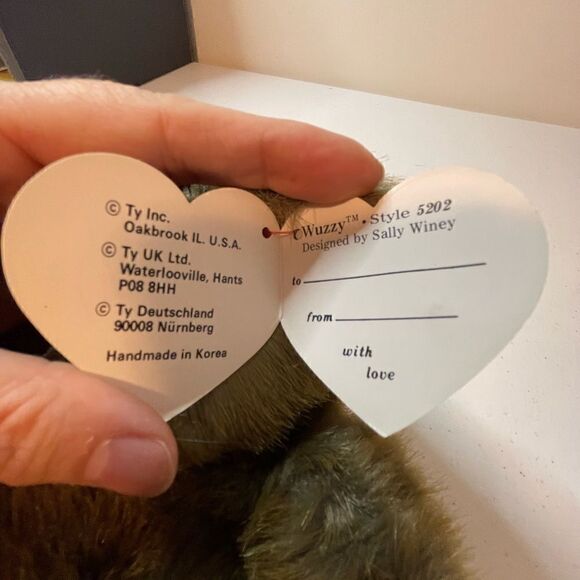 © Ty Inc.
Oakbrook IL. U.S.A.
© Ty UK Ltd.
Waterlooville, Hants
P08 8HH
© Ty Deutschland
90008 Nürnberg
Handmade in Korea
Wuzzy™ • Style 5202
Designed by Sally Winey
to
from
with
love